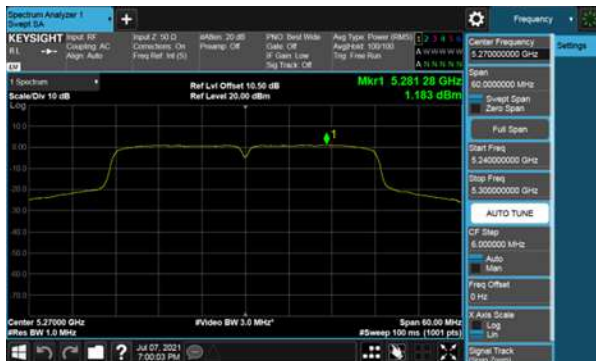 Spectrum Analyzer 1
Swept SA
+
Frequency
KEYSIGHT Input: RF
RL
Coupling: AC
Align: Auto
Input Z: 50 Ω
Corrections: On
Freq Ref: Int (S)
#Atten: 20 dB
Preamp: Off
PNO: Best Wide
Gate: Off
IF Gain: Low
Sig Track: Off
Avg Type: Power (RMS)
Avg|Hold: 100/100
Trig: Free Run
1 2 3 4 5 6
A W W W W W
A N N N N N
1 Spectrum
Scale/Div 10 dB
Ref Lvl Offset 10.50 dB
Ref Level 20.00 dBm
Mkr1 5.281 28 GHz
1.183 dBm
Log
10.0
0.00
-10.0
-20.0
-30.0
-40.0
-50.0
-60.0
-70.0
1
Center 5.27000 GHz
#Res BW 1.0 MHz
#Video BW 3.0 MHz*
Span 60.00 MHz
#Sweep 100 ms (1001 pts)
Center Frequency
5.270000000 GHz
Settings
Span
60.0000000 MHz
Swept Span
Zero Span
Full Span
Start Freq
5.240000000 GHz
Stop Freq
5.300000000 GHz
AUTO TUNE
CF Step
6.000000 MHz
Auto
Man
Freq Offset
0 Hz
X Axis Scale
Log
Lin
Signal Track
Jul 07, 2021
7:00:03 PM